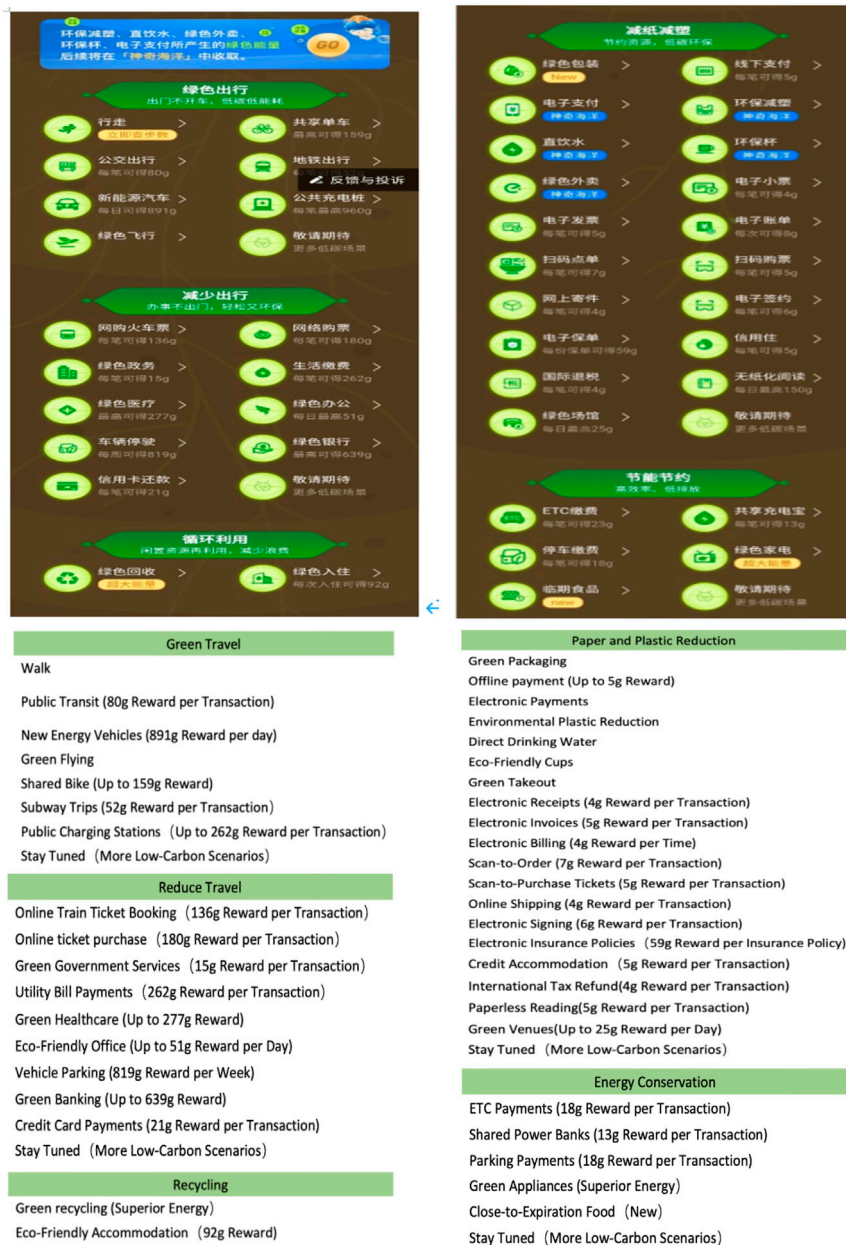 环保减塑、直饮水、绿色外卖、
环保杯、电子支付所产生的绿色能量
后续将在「神奇海洋」中收取。
GO
绿色出行
出门不开车，低碳低能耗
行走 >
立即查步数
共享单车 >
最高可得159g
公交出行 >
每笔可得80g
地铁出行 >
反馈与投诉
新能源汽车 >
每日可得891g
公共充电桩 >
每笔最高960g
绿色飞行 >
敬请期待
更多低碳场景
减少出行
办事不出门，轻松又环保
网购火车票 >
每笔可得136g
网络购票 >
每笔可得180g
绿色政务 >
每笔可得15g
生活缴费 >
每笔可得262g
绿色医疗 >
最高可得277g
绿色办公 >
每日最高51g
车辆停驶 >
每周可得819g
绿色银行 >
最高可得639g
信用卡还款 >
每笔可得21g
敬请期待
更多低碳场景
循环利用
闲置资源再利用，减少浪费
绿色回收 >
超大能量
绿色入住 >
每次入住可得92g
减纸减塑
节约资源，低碳环保
绿色包装 >
New
线下支付 >
每笔可得5g
电子支付 >
神奇海洋
环保减塑 >
神奇海洋
直饮水 >
神奇海洋
环保杯 >
神奇海洋
绿色外卖 >
神奇海洋
电子小票 >
每笔可得4g
电子发票 >
每笔可得5g
电子账单 >
每次可得8g
扫码点单 >
每笔可得7g
扫码购票 >
每笔可得5g
网上寄件 >
每笔可得4g
电子签约 >
每笔可得6g
电子保单 >
每份保单可得59g
信用住 >
每笔可得5g
国际退税 >
每笔可得4g
无纸化阅读 >
每日最高150g
绿色场馆 >
每日最高25g
敬请期待
更多低碳场景
节能节约
高效率、低排放
ETC缴费 >
ETC
每笔可得23g
共享充电宝 >
每笔可得13g
停车缴费 >
每笔可得18g
绿色家电 >
超大能量
临期食品 >
new
敬请期待
更多低碳场景
Green Travel
Walk
Public Transit (80g Reward per Transaction)
New Energy Vehicles (891g Reward per day)
Green Flying
Shared Bike (Up to 159g Reward)
Subway Trips (52g Reward per Transaction)
Public Charging Stations（Up to 262g Reward per Transaction）
Stay Tuned（More Low-Carbon Scenarios）
Reduce Travel
Online Train Ticket Booking（136g Reward per Transaction）
Online ticket purchase（180g Reward per Transaction）
Green Government Services（15g Reward per Transaction）
Utility Bill Payments（262g Reward per Transaction）
Green Healthcare (Up to 277g Reward)
Eco-Friendly Office (Up to 51g Reward per Day)
Vehicle Parking (819g Reward per Week)
Green Banking (Up to 639g Reward)
Credit Card Payments (21g Reward per Transaction)
Stay Tuned（More Low-Carbon Scenarios）
Recycling
Green recycling (Superior Energy）
Eco-Friendly Accommodation（92g Reward）
Paper and Plastic Reduction
Green Packaging
Offline payment (Up to 5g Reward)
Electronic Payments
Environmental Plastic Reduction
Direct Drinking Water
Eco-Friendly Cups
Green Takeout
Electronic Receipts (4g Reward per Transaction)
Electronic Invoices (5g Reward per Transaction)
Electronic Billing (4g Reward per Time)
Scan-to-Order (7g Reward per Transaction)
Scan-to-Purchase Tickets (5g Reward per Transaction)
Online Shipping (4g Reward per Transaction)
Electronic Signing (6g Reward per Transaction)
Electronic Insurance Policies（59g Reward per Insurance Policy)
Credit Accommodation（5g Reward per Transaction)
International Tax Refund(4g Reward per Transaction)
Paperless Reading(5g Reward per Transaction)
Green Venues(Up to 25g Reward per Day)
Stay Tuned（More Low-Carbon Scenarios）
Energy Conservation
ETC Payments (18g Reward per Transaction)
Shared Power Banks (13g Reward per Transaction)
Parking Payments (18g Reward per Transaction)
Green Appliances (Superior Energy）
Close-to-Expiration Food（New）
Stay Tuned（More Low-Carbon Scenarios）